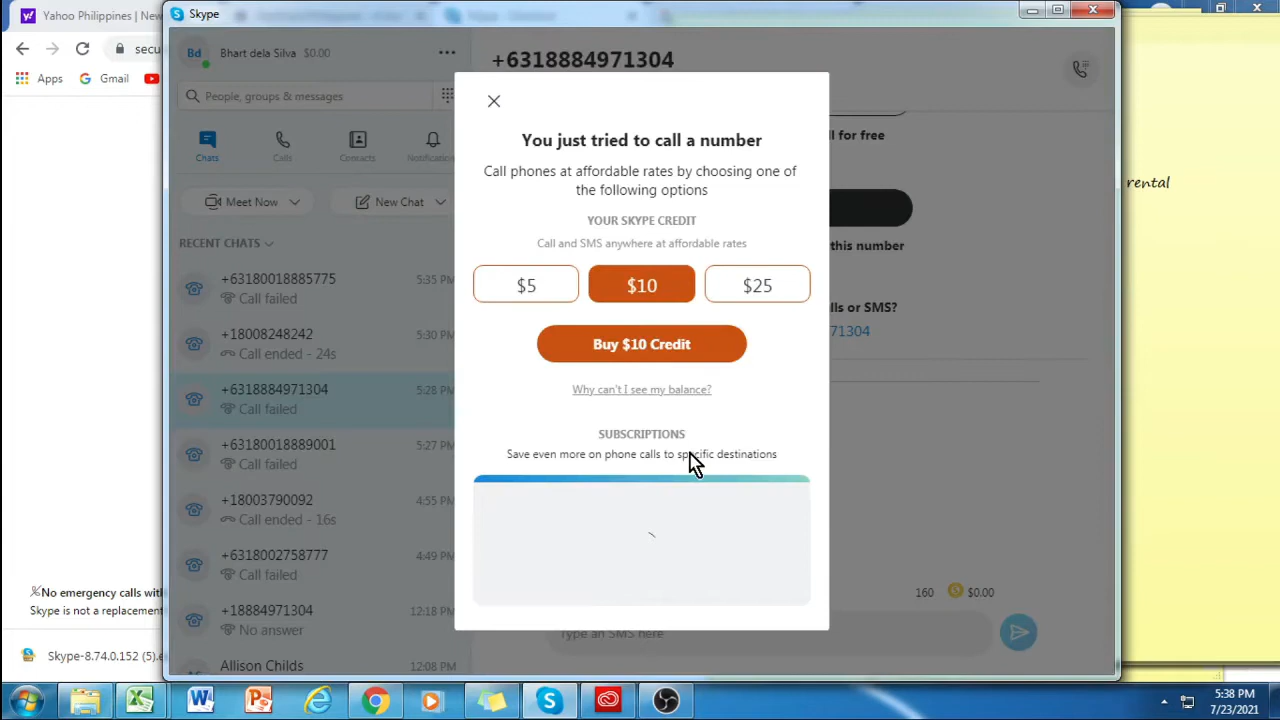 Yahoo Philippines | New
Skype
secu
Apps
Gmail
Bd
Bhart dela Silva $0.00
People, groups & messages
Chats
Calls
Contacts
Notifications
Meet Now
New Chat
RECENT CHATS
+63180018885775 5:35 PM
Call failed
+18008248242 5:30 PM
Call ended - 24s
+6318884971304 5:28 PM
Call failed
+63180018889001 5:27 PM
Call failed
+18003790092 4:55 PM
Call ended - 16s
+6318002758777 4:49 PM
Call failed
+18884971304 12:18 PM
No answer
Allison Childs 12:08 PM
+6318884971304
You just tried to call a number
Call phones at affordable rates by choosing one of
the following options
YOUR SKYPE CREDIT
Call and SMS anywhere at affordable rates
$5 $10 $25
Buy $10 Credit
Why can't I see my balance?
SUBSCRIPTIONS
Save even more on phone calls to specific destinations
ll for free
this number
lls or SMS?
71304
160 $0.00
Type an SMS here
rental
No emergency calls with
Skype is not a replacement
Skype-8.74.0.152 (5).e
5:38 PM
7/23/2021